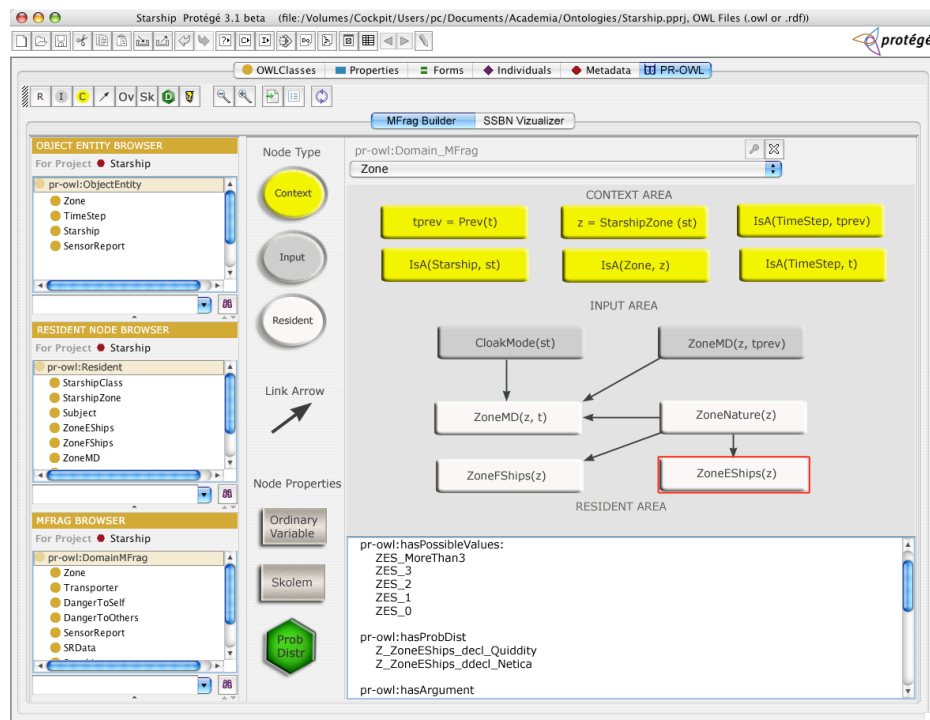 Starship Protégé 3.1 beta (file:/Volumes/Cockpit/Users/pc/Documents/Academia/Ontologies/Starship.pprj, OWL Files (.owl or .rdf))
protégé
OWLClasses Properties Forms Individuals Metadata PR-OWL
R I C Ov Sk D
MFrag Builder SSBN Vizualizer
OBJECT ENTITY BROWSER
For Project Starship
pr-owl:ObjectEntity
Zone
TimeStep
Starship
SensorReport
RESIDENT NODE BROWSER
For Project Starship
pr-owl:Resident
StarshipClass
StarshipZone
Subject
ZoneEShips
ZoneFShips
ZoneMD
MFRAG BROWSER
For Project Starship
pr-owl:DomainMFrag
Zone
Transporter
DangerToSelf
DangerToOthers
SensorReport
SRData
Node Type
Context
Input
Resident
Link Arrow
Node Properties
Ordinary
Variable
Skolem
Prob
Distr
pr-owl:Domain_MFrag
Zone
CONTEXT AREA
tprev = Prev(t) z = StarshipZone (st) IsA(TimeStep, tprev)
IsA(Starship, st) IsA(Zone, z) IsA(TimeStep, t)
INPUT AREA
CloakMode(st) ZoneMD(z, tprev)
ZoneMD(z, t) ZoneNature(z)
ZoneFShips(z) ZoneEShips(z)
RESIDENT AREA
pr-owl:hasPossibleValues:
ZES_MoreThan3
ZES_3
ZES_2
ZES_1
ZES_0
pr-owl:hasProbDist
Z_ZoneEShips_decl_Quiddity
Z_ZoneEShips_ddecl_Netica
pr-owl:hasArgument